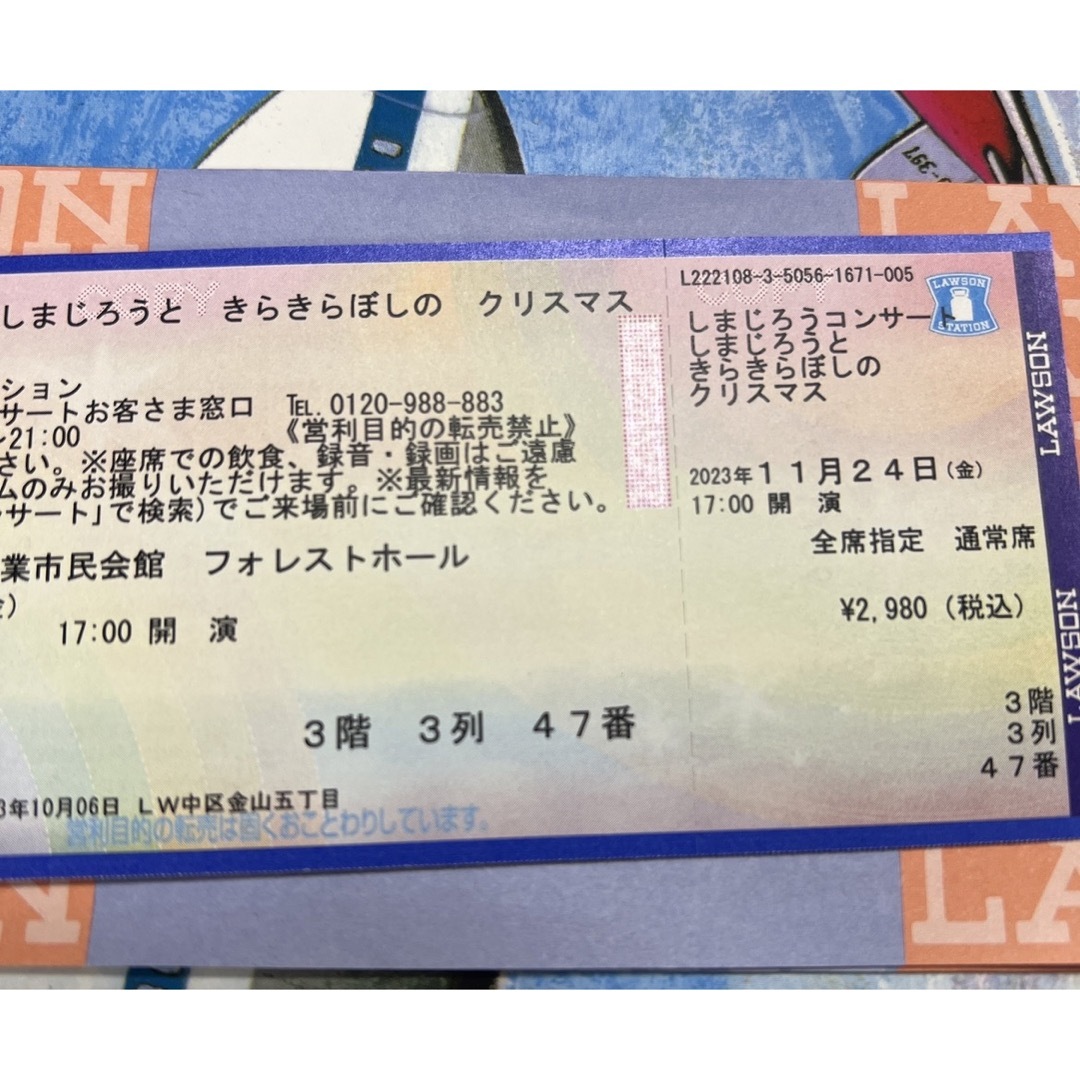 しまじろうと きらきらぼしの クリスマス
ション
サートお客さま窓口 TEL.0120-988-883
~21:00 《営利目的の転売禁止》
さい。※座席での飲食、録音・録画はご遠慮
ムのみお撮りいただけます。※最新情報を
サート」で検索)でご来場前にご確認ください。
業市民会館 フォレストホール
17:00 開 演
3階 3列 47番
3年10月06日 LW中区金山五丁目
営利目的の転売は固くおことわりしています。
L222108-3-5056-1671-005
LAWSON
STATION
しまじろうコンサート
しまじろうと
きらきらぼしの
クリスマス
2023年11月24日(金)
17:00 開 演
全席指定 通常席
¥2,980(税込)
3階
3列
47番
LAWSON
LAWSON
COPY
COPY